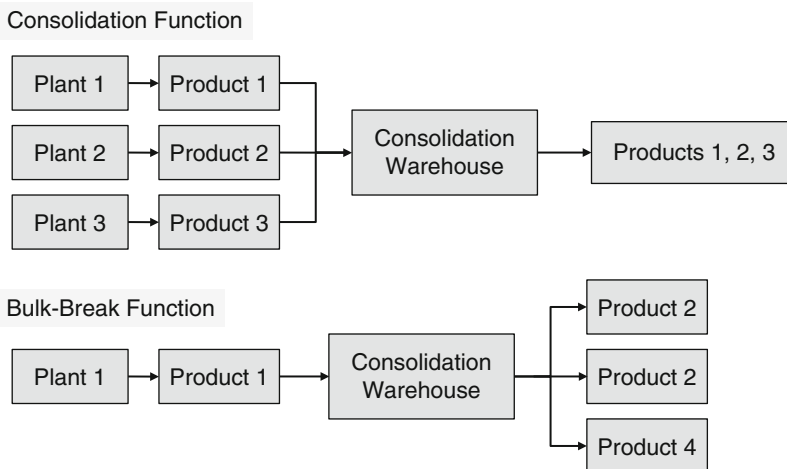 Consolidation Function
Plant 1
Product 1
Plant 2
Product 2
Plant 3
Product 3
Consolidation
Warehouse
Products 1, 2, 3
Bulk-Break Function
Plant 1
Product 1
Consolidation
Warehouse
Product 2
Product 2
Product 4